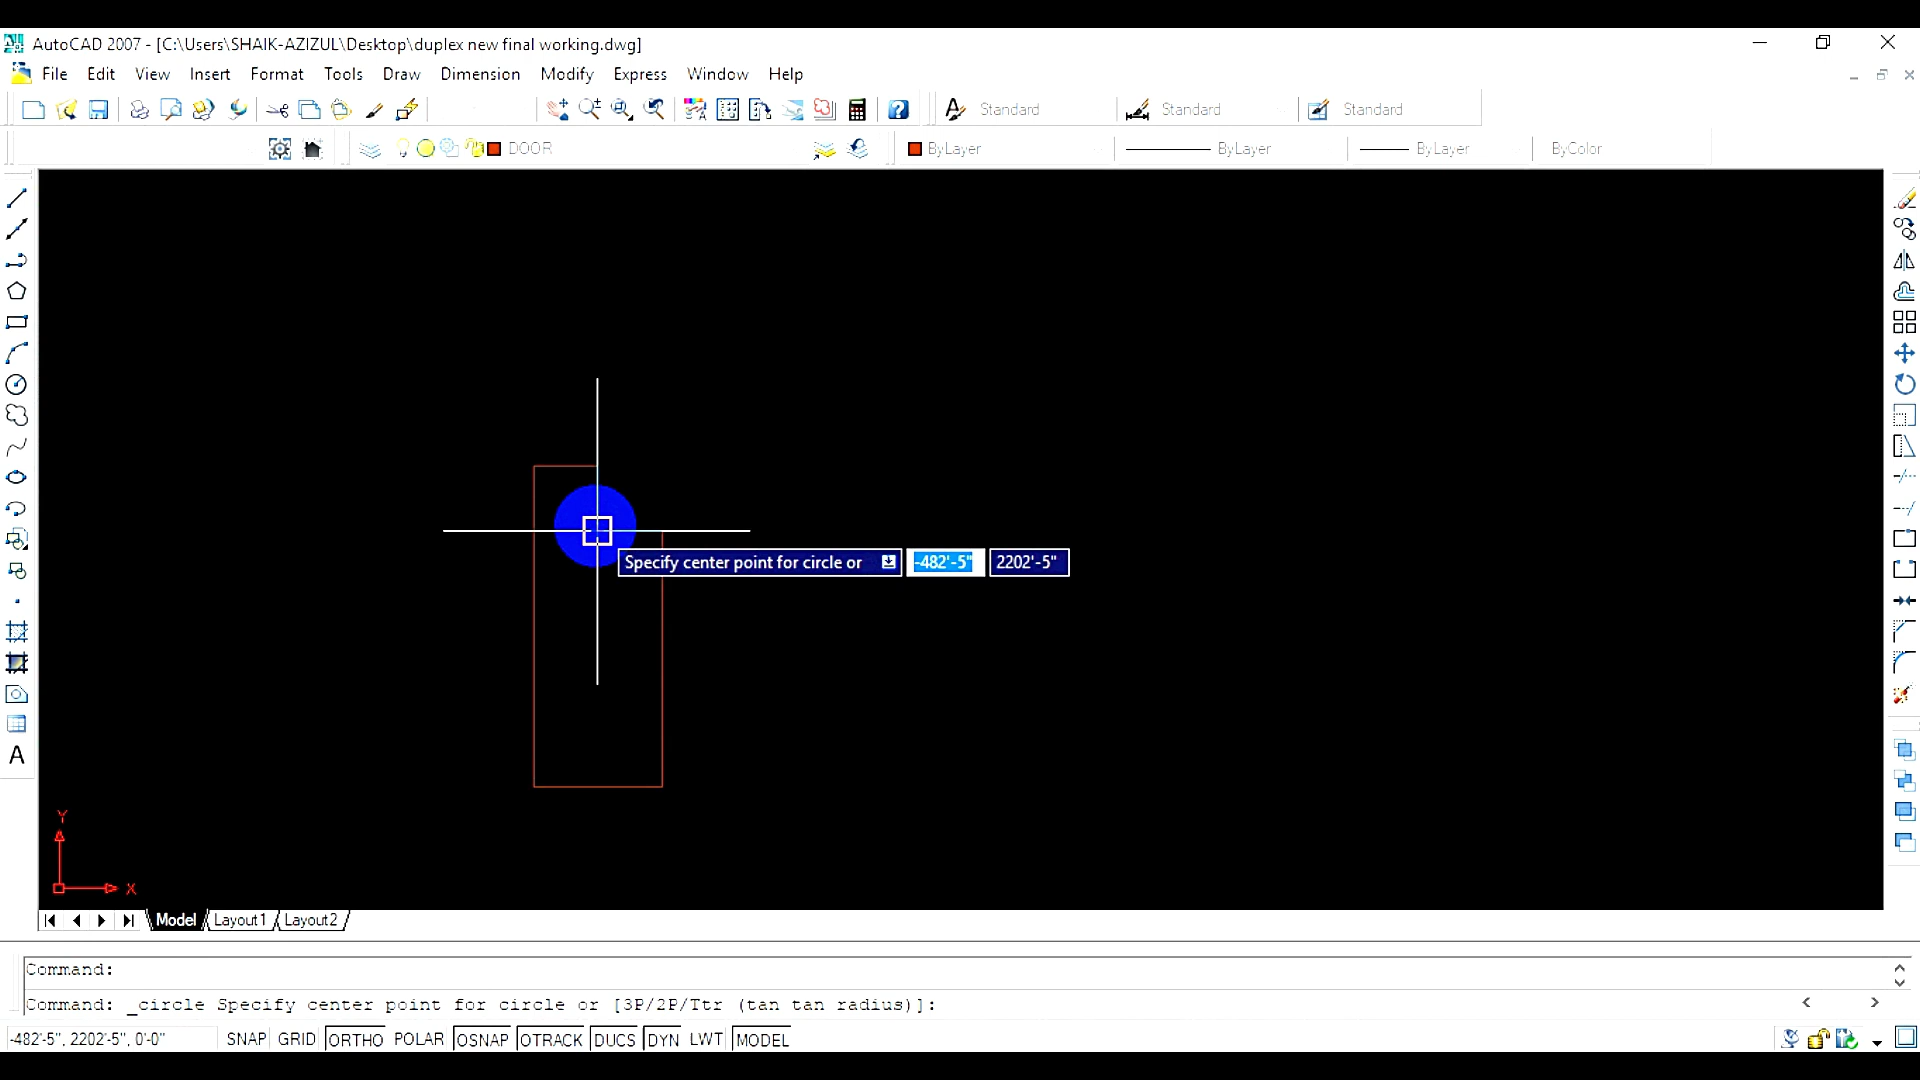 AutoCAD 2007 - [C:\Users\SHAIK-AZIZUL\Desktop\duplex new final working.dwg]
File Edit View Insert Format Tools Draw Dimension Modify Express Window Help
Standard Standard Standard
DOOR ByLayer ByLayer ByLayer ByColor
Specify center point for circle or -482'-5" 2202'-5"
A
Y
X
Model Layout1 Layout2
Command:
Command: _circle Specify center point for circle or [3P/2P/Ttr (tan tan radius)]:
-482'-5", 2202'-5", 0'-0" SNAP GRID ORTHO POLAR OSNAP OTRACK DUCS DYN LWT MODEL